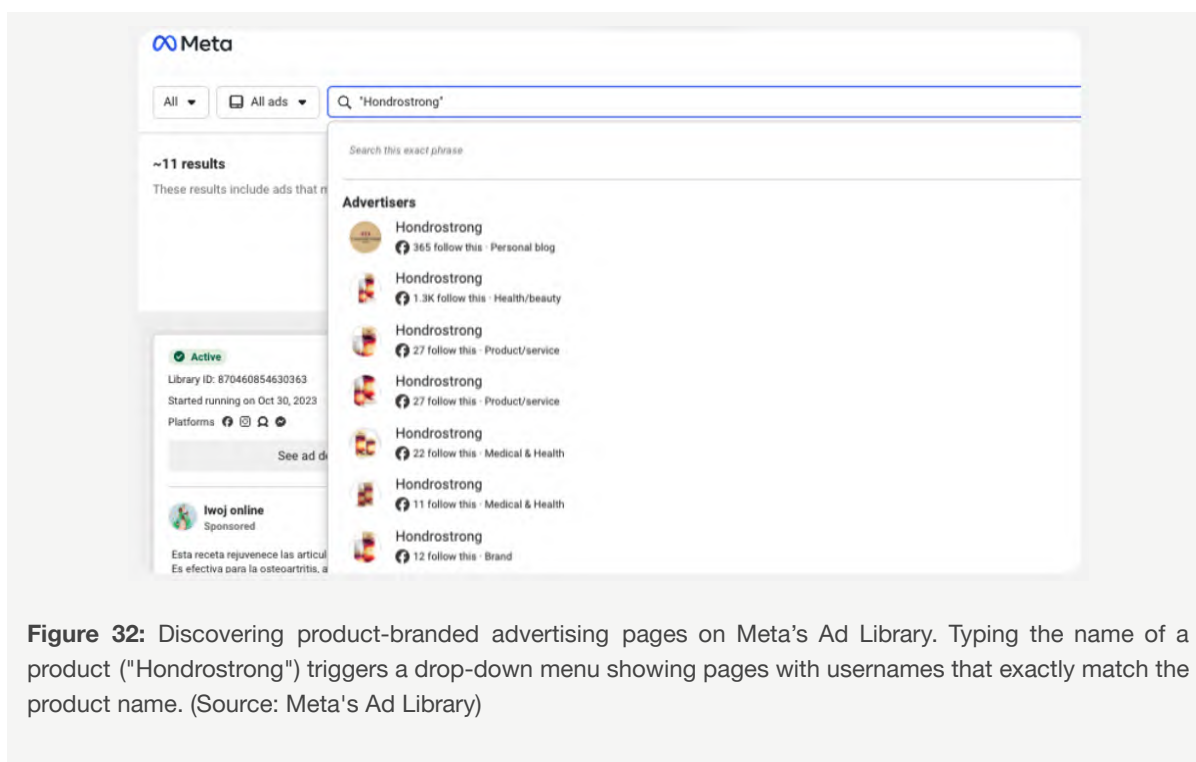 Meta
All
All ads
"Hondrostrong"
Search this exact phrase
~11 results
These results include ads that
Advertisers
Hondrostrong
365 follow this · Personal blog
Hondrostrong
1.3K follow this · Health/beauty
Hondrostrong
27 follow this · Product/service
Hondrostrong
27 follow this · Product/service
Hondrostrong
22 follow this · Medical & Health
Hondrostrong
11 follow this · Medical & Health
Hondrostrong
12 follow this · Brand
Active
Library ID: 870460854630363
Started running on Oct 30, 2023
Platforms
See ad
lwoj online
Sponsored
Esta receta rejuvenece las articul
Es efectiva para la osteoartritis, a
Figure 32: Discovering product-branded advertising pages on Meta's Ad Library. Typing the name of a
product ("Hondrostrong") triggers a drop-down menu showing pages with usernames that exactly match the
product name. (Source: Meta's Ad Library)